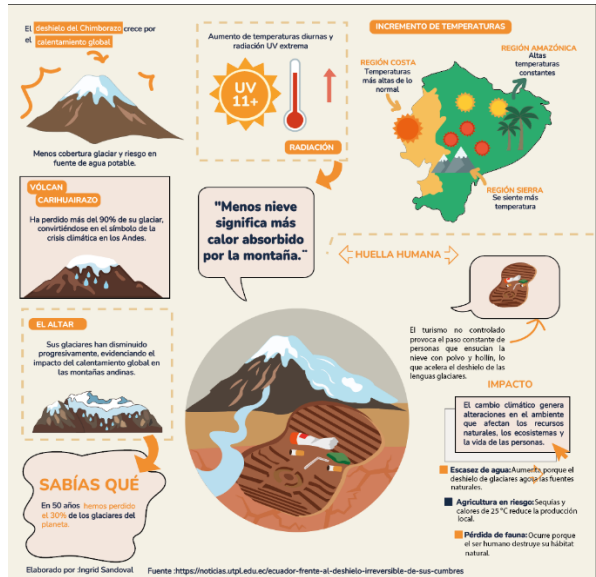 El deshielo del Chimborazo crece por
el calentamiento global
Menos cobertura glaciar y riesgo en
fuente de agua potable.
Aumento de temperaturas diurnas y
radiación UV extrema
UV
11+
RADIACIÓN
INCREMENTO DE TEMPERATURAS
REGIÓN AMAZÓNICA
Altas
temperaturas
constantes
REGIÓN COSTA
Temperaturas
más altas de lo
normal
REGIÓN SIERRA
Se siente más
temperatura
VÓLCAN
CARIHUAIRAZO
Ha perdido más del 90% de su glaciar,
convirtiéndose en el símbolo de la
crisis climática en los Andes.
"Menos nieve
significa más
calor absorbido
por la montaña.¨
HUELLA HUMANA
El turismo no controlado
provoca el paso constante de
personas que ensucian la
nieve con polvo y hollín, lo
que acelera el deshielo de las
lenguas glaciares.
EL ALTAR
Sus glaciares han disminuido
progresivamente, evidenciando el
impacto del calentamiento global en
las montañas andinas.
IMPACTO
El cambio climático genera
alteraciones en el ambiente
que afectan los recursos
naturales, los ecosistemas y
la vida de las personas.
Escasez de agua: Aumenta porque el
deshielo de glaciares agota las fuentes
naturales.
Agricultura en riesgo: Sequías y
calores de 25 °C reduce la producción
local.
Pérdida de fauna: Ocurre porque
el ser humano destruye su hábitat
natural.
SABÍAS QUÉ
En 50 años hemos perdido
el 30% de los glaciares del
planeta.
Elaborado por :Ingrid Sandoval
Fuente :https://noticias.utpl.edu.ec/ecuador-frente-al-deshielo-irreversible-de-sus-cumbres